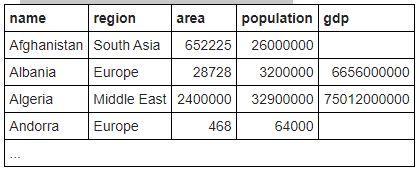 name region area population gdp
Afghanistan South Asia 652225 26000000
Albania Europe 28728 3200000 6656000000
Algeria Middle East 2400000 32900000 75012000000
Andorra Europe 468 64000
...